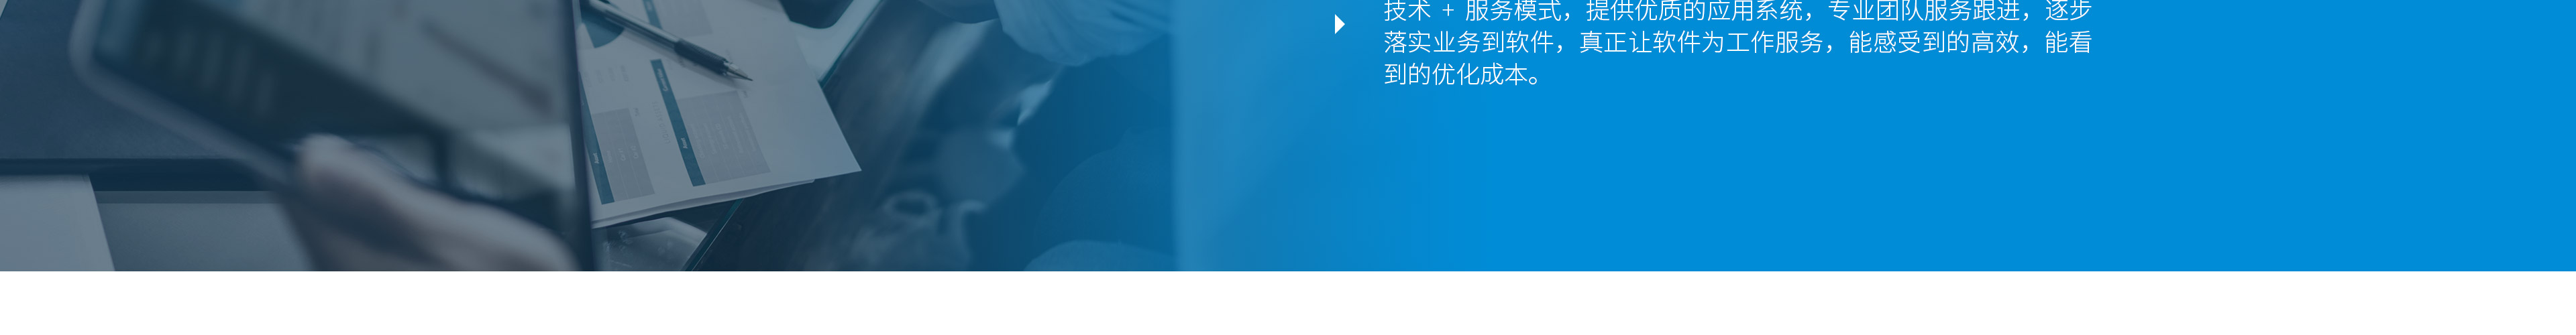 技术 + 服务模式，提供优质的应用系统，专业团队服务跟进，逐步
落实业务到软件，真正让软件为工作服务，能感受到的高效，能看
到的优化成本。